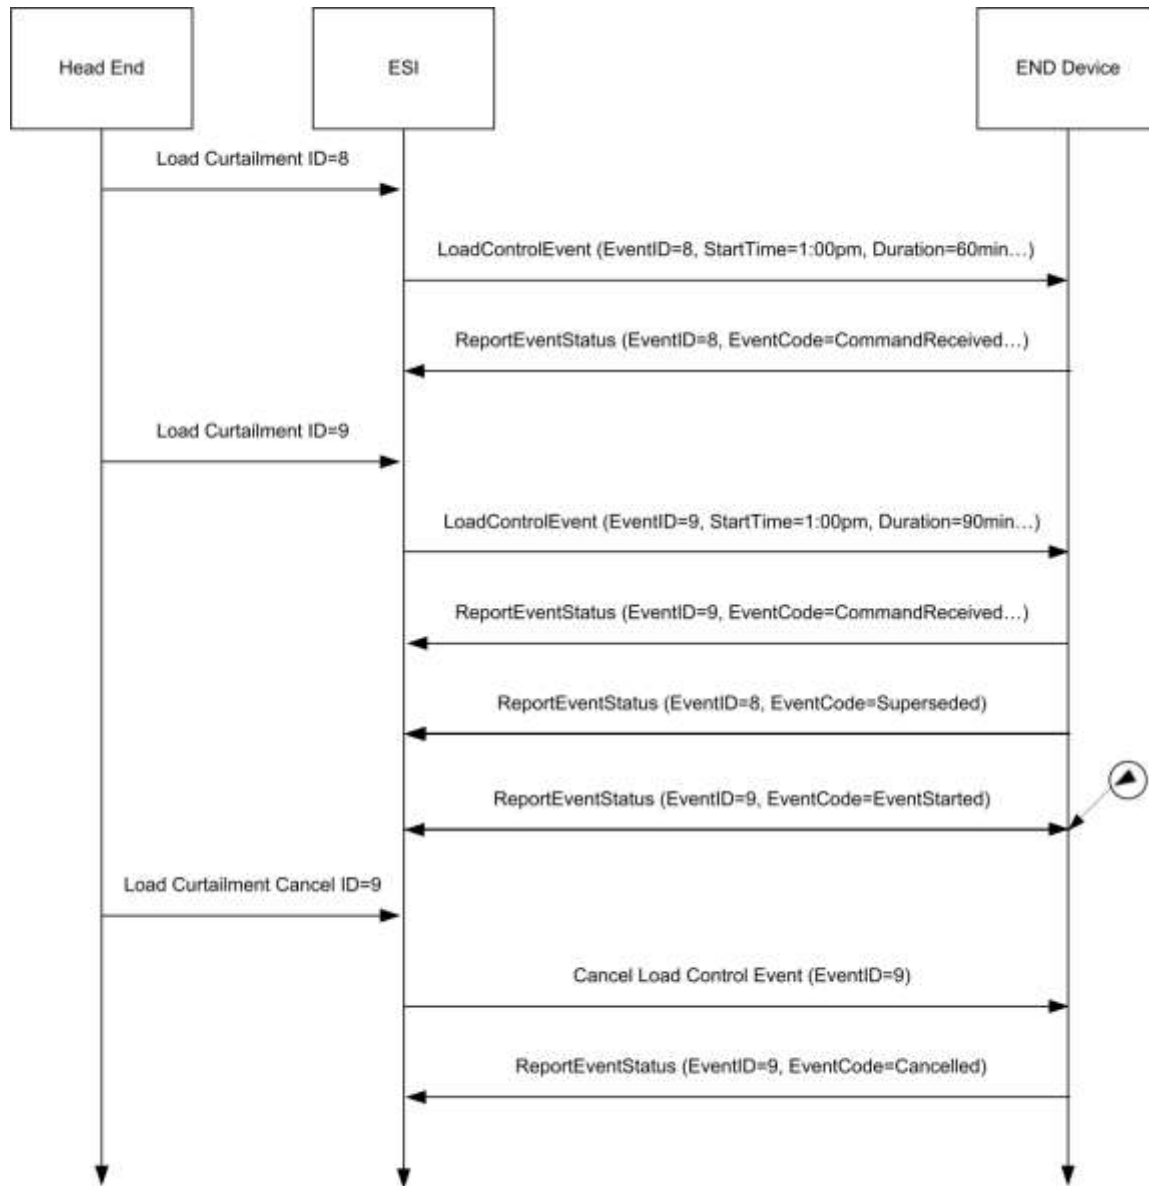 Head End
ESI
END Device
Load Curtailment ID=8
LoadControlEvent (EventID=8, StartTime=1:00pm, Duration=60min…)
ReportEventStatus (EventID=8, EventCode=CommandReceived…)
Load Curtailment ID=9
LoadControlEvent (EventID=9, StartTime=1:00pm, Duration=90min…)
ReportEventStatus (EventID=9, EventCode=CommandReceived…)
ReportEventStatus (EventID=8, EventCode=Superseded)
ReportEventStatus (EventID=9, EventCode=EventStarted)
Load Curtailment Cancel ID=9
Cancel Load Control Event (EventID=9)
ReportEventStatus (EventID=9, EventCode=Cancelled)